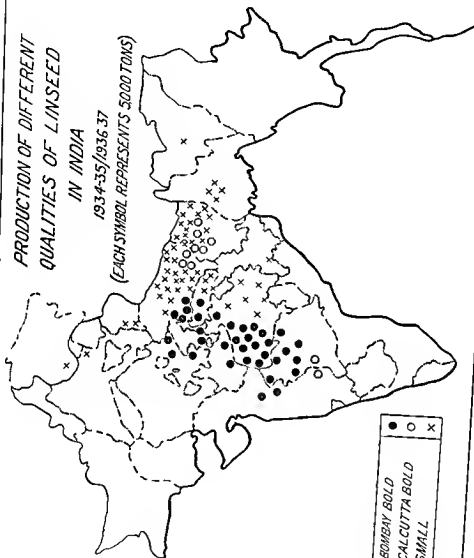 PRODUCTION OF DIFFERENT
QUALITIES OF LINSEED
IN INDIA
1934-35/1936 37
(EACH SYMBOL REPRESENTS 5,000 TONS)
BOMBAY BOLD ●
CALCUTTA BOLD ○
SMALL ×